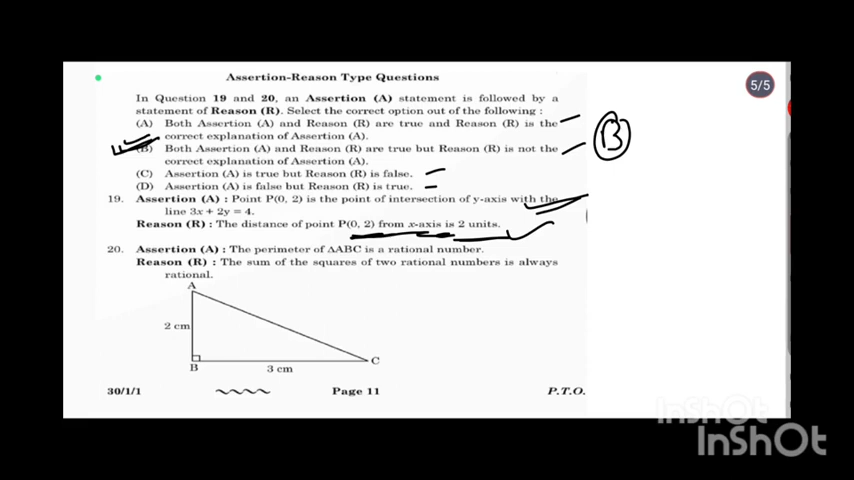 Assertion-Reason Type Questions
5/5
In Question 19 and 20, an Assertion (A) statement is followed by a
statement of Reason (R). Select the correct option out of the following :
(A) Both Assertion (A) and Reason (R) are true and Reason (R) is the
correct explanation of Assertion (A).
(B) Both Assertion (A) and Reason (R) are true but Reason (R) is not the
correct explanation of Assertion (A).
B
(C) Assertion (A) is true but Reason (R) is false.
(D) Assertion (A) is false but Reason (R) is true.
19. Assertion (A) : Point P(0, 2) is the point of intersection of y-axis with the
line 3x + 2y = 4.
Reason (R) : The distance of point P(0, 2) from x-axis is 2 units.
20. Assertion (A) : The perimeter of ΔABC is a rational number.
Reason (R) : The sum of the squares of two rational numbers is always
rational.
A
2 cm
B
3 cm
C
30/1/1
Page 11
P.T.O.
InShOt
InShOt